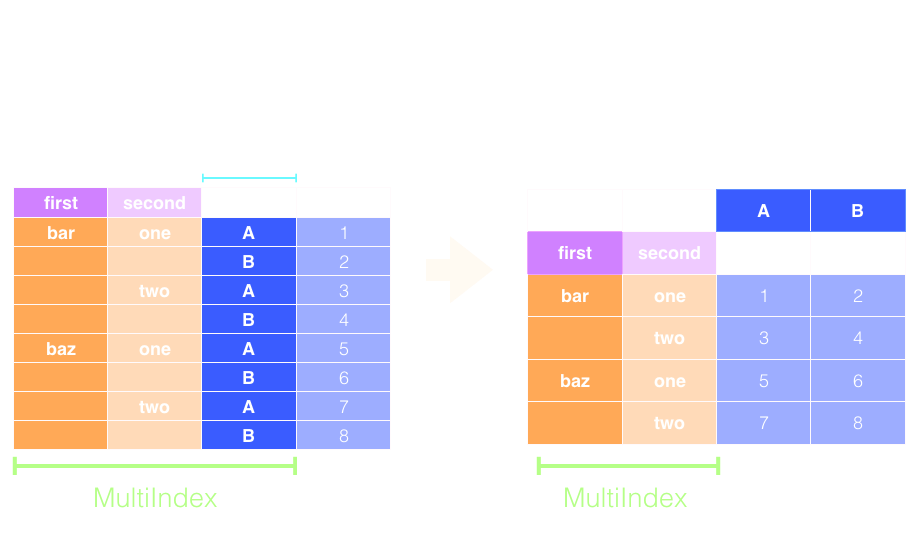 first second
bar one A 1
B 2
two A 3
B 4
baz one A 5
B 6
two A 7
B 8
MultiIndex
A B
first second
bar one 1 2
two 3 4
baz one 5 6
two 7 8
MultiIndex